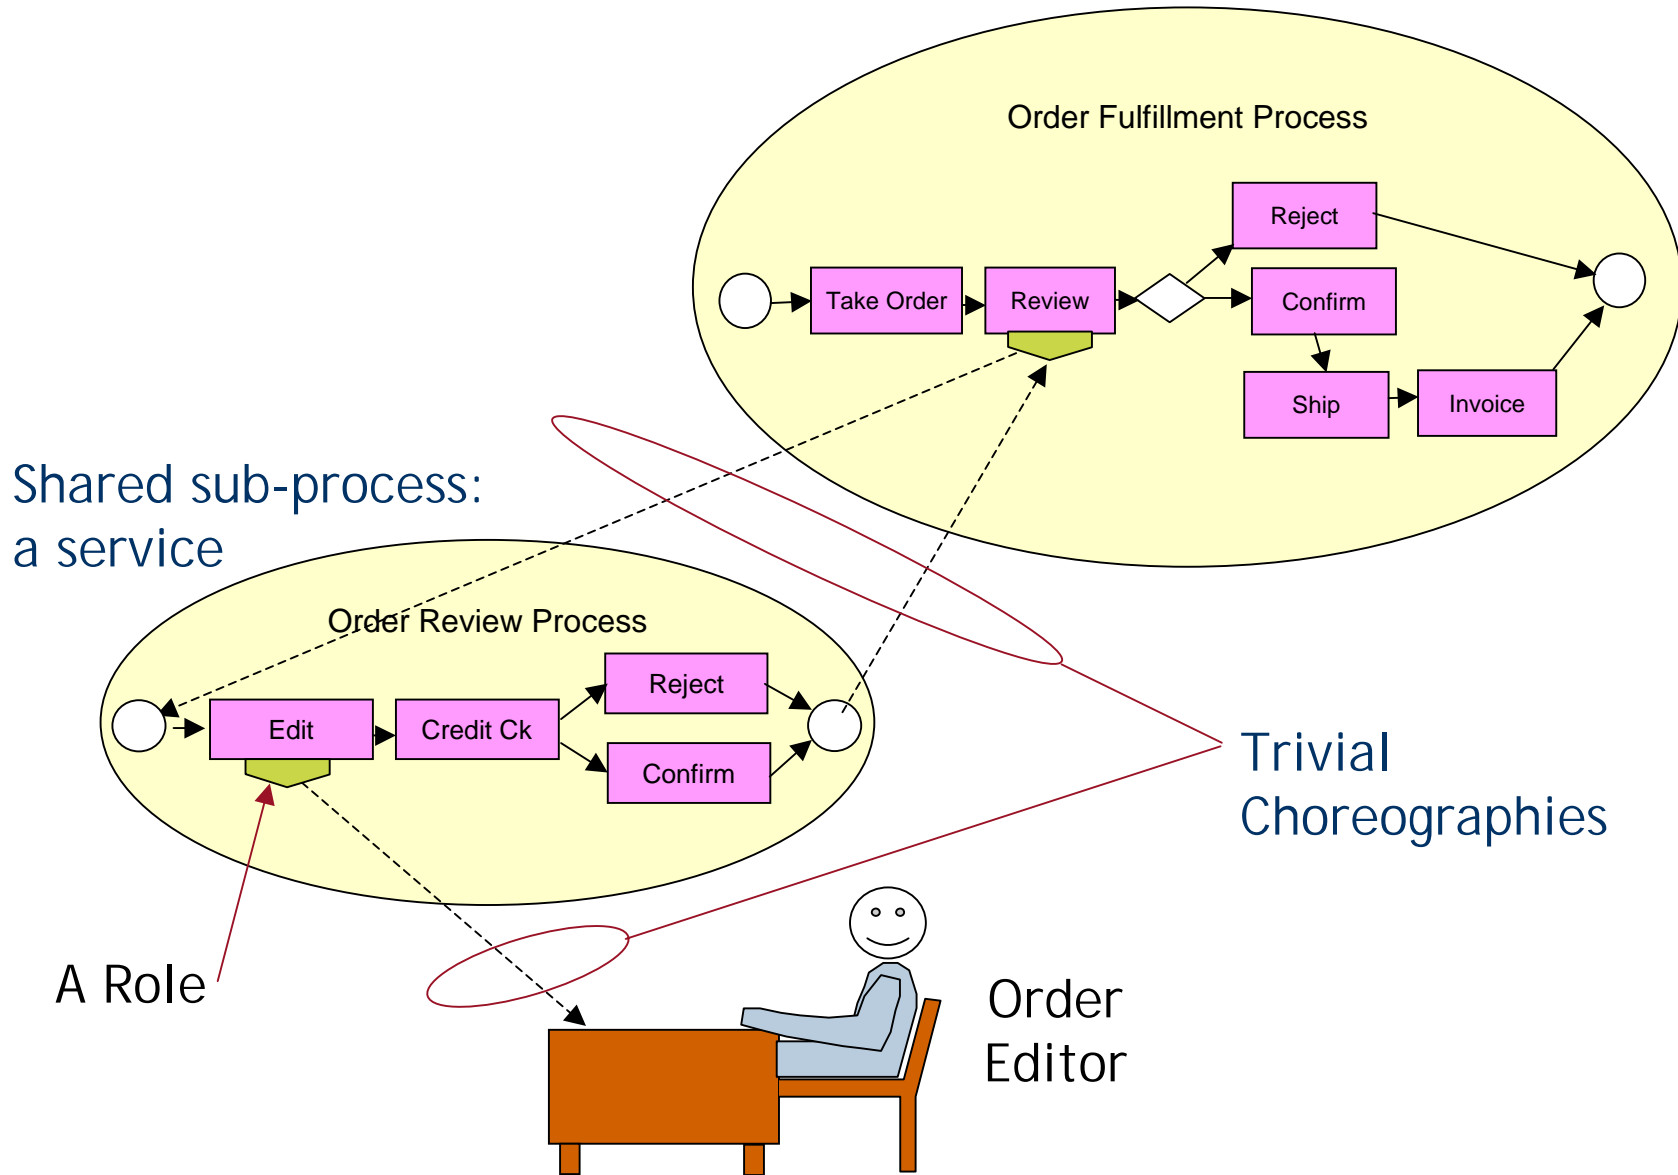 Order Fulfillment Process
Reject
Take Order
Review
Confirm
Ship
Invoice
Shared sub-process:
a service
Order Review Process
Reject
Edit
Credit Ck
Confirm
Trivial
Choreographies
A Role
Order
Editor